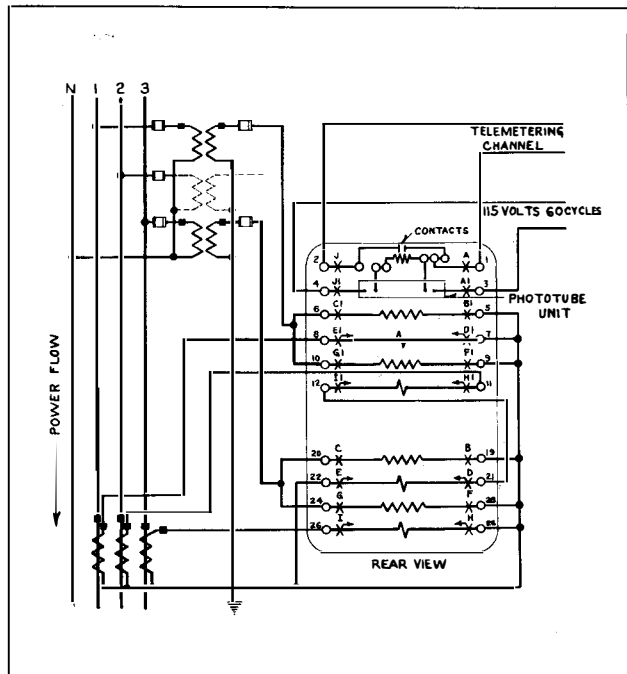 N 1 2 3
TELEMETERING
CHANNEL
115 VOLTS 60CYCLES
CONTACTS
2 J A 1
4 J1 A1 3
PHOTOTUBE
UNIT
6 C1 B1 5
8 E1 A D1 7
10 G1 F1 9
12 I1 H1 11
POWER FLOW
20 C B 19
22 E D 21
24 G F
26 I H
REAR VIEW